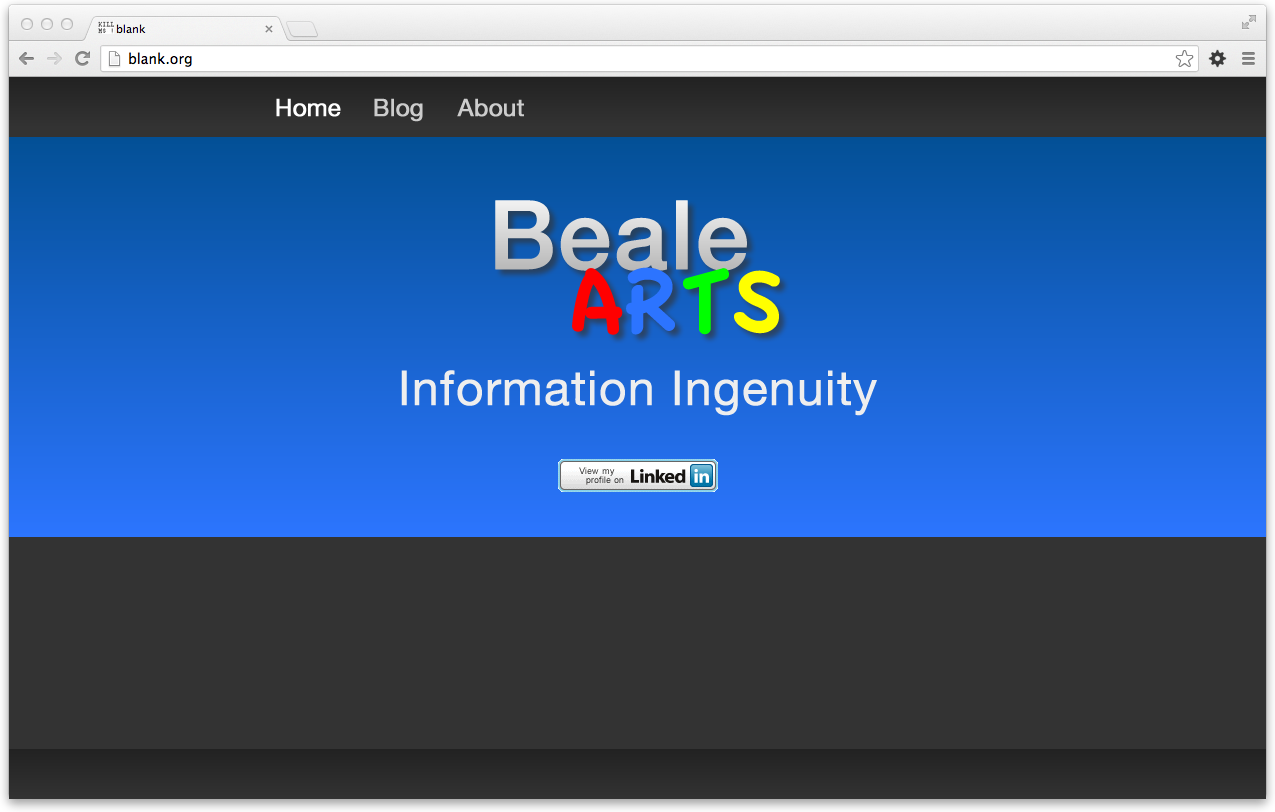 blank
blank.org
Home Blog About
Beale
ARTS
Information Ingenuity
View my
profile on Linked in